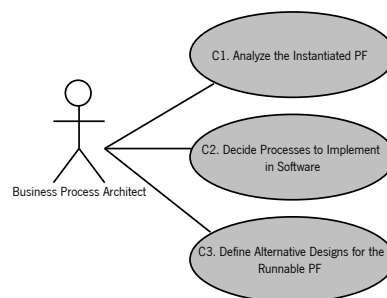 C1. Analyze the Instantiated PF
C2. Decide Processes to Implement
in Software
Business Process Architect
C3. Define Alternative Designs for the
Runnable PF